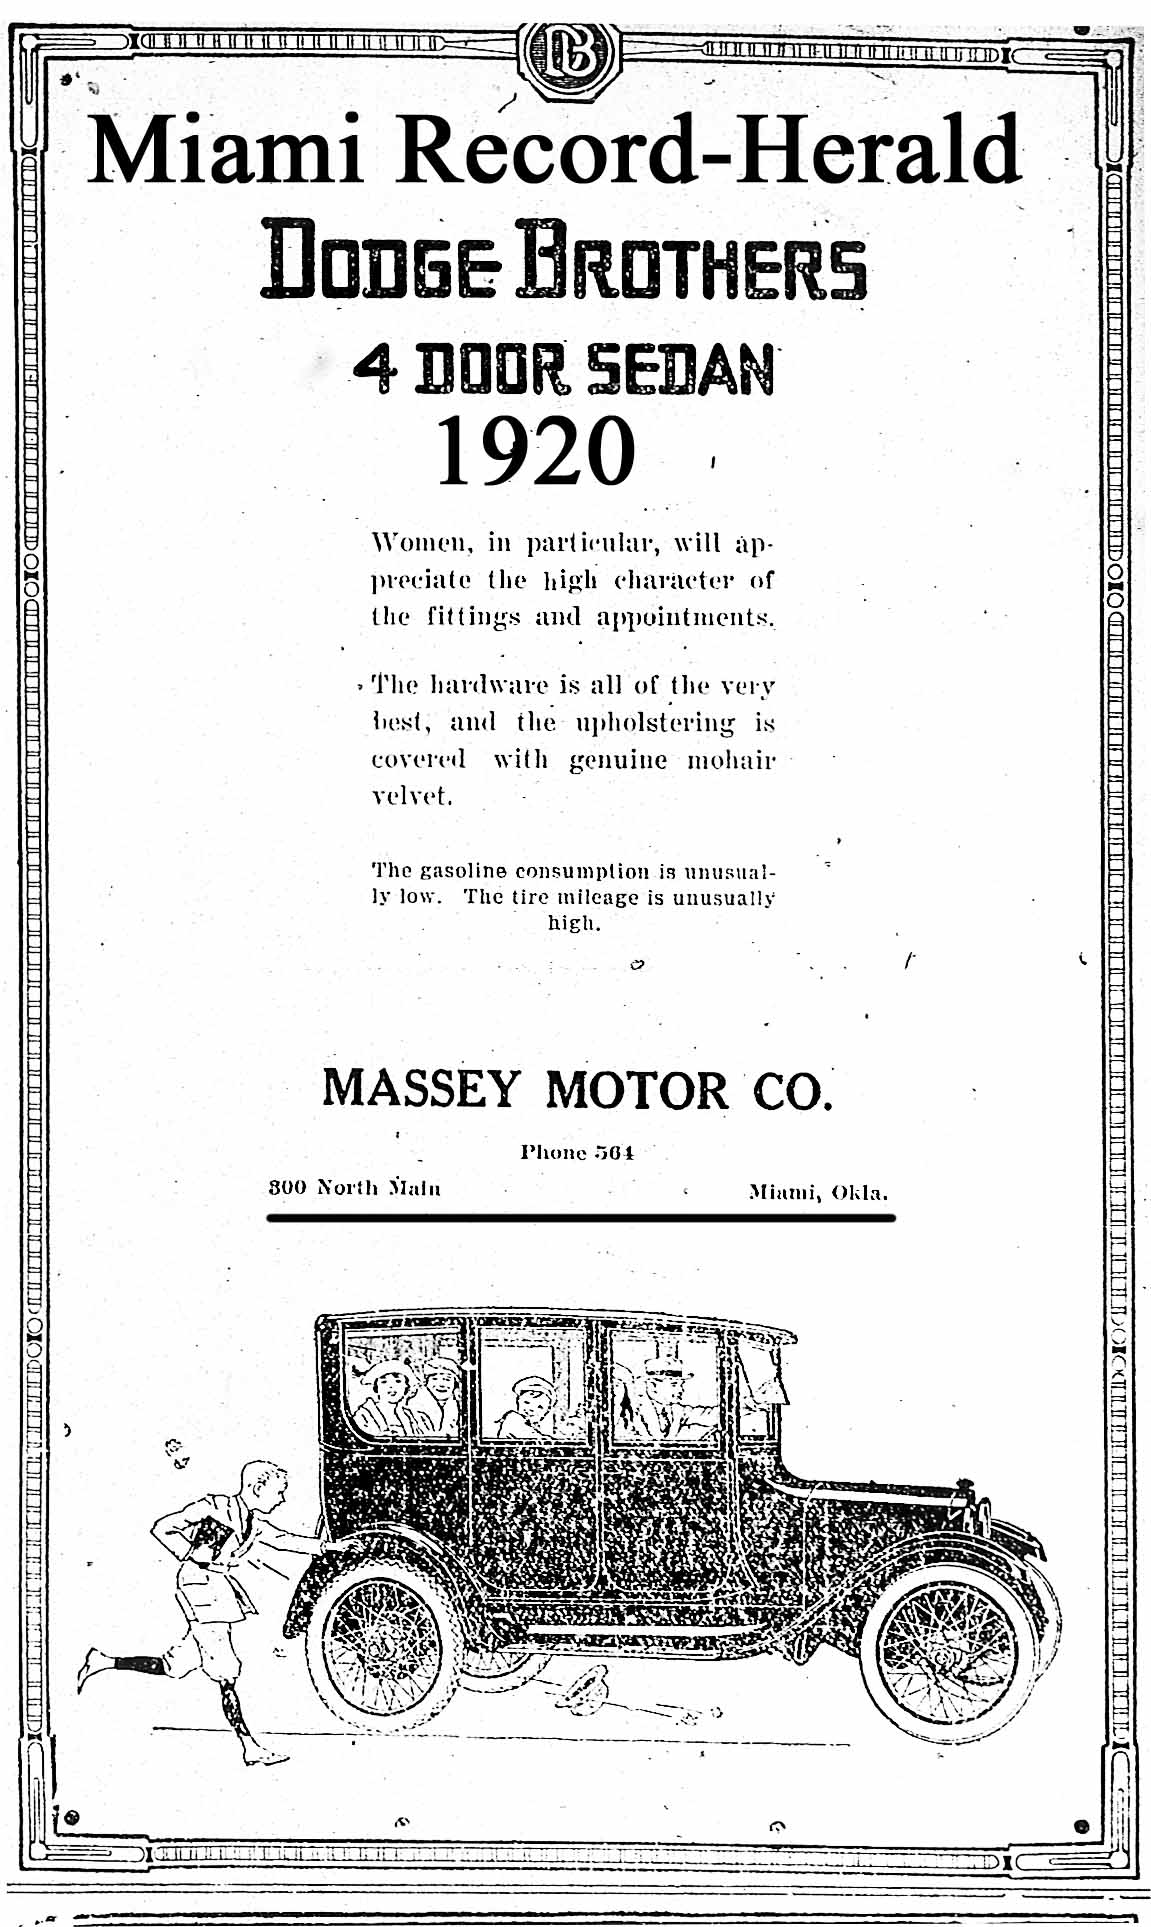 DB
Miami Record-Herald
DODGE BROTHERS
4 DOOR SEDAN
1920
Women, in particular, will ap-
preciate the high character of
the fittings and appointments.
The hardware is all of the very
best, and the upholstering is
covered with genuine mohair
velvet.
The gasoline consumption is unusual-
ly low. The tire mileage is unusually
high.
MASSEY MOTOR CO.
Phone 564
300 North Main Miami, Okla.